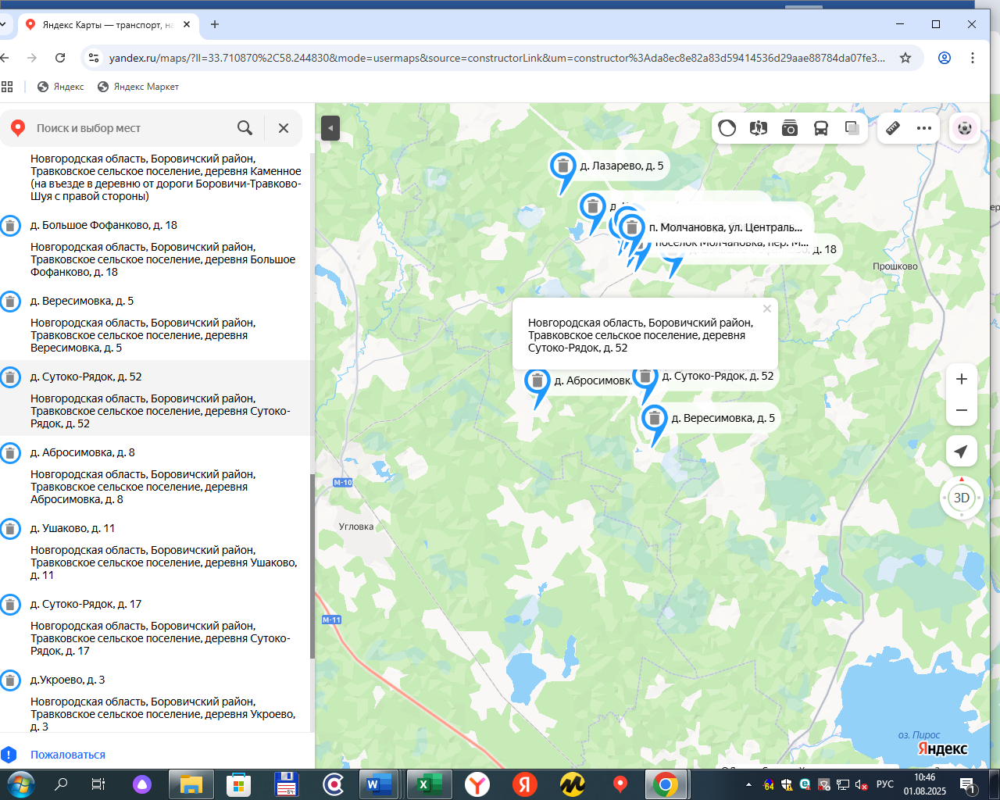 Яндекс Карты — транспорт, на
yandex.ru/maps/?ll=33.710870%2C58.244830&mode=usermaps&source=constructorLink&um=constructor%3Ada8ec8e82a83d59414536d29aae88784da07fe3...
Яндекс
Яндекс Маркет
Поиск и выбор мест
Новгородская область, Боровичский район,
Травковское сельское поселение, деревня Каменное
(на въезде в деревню от дороги Боровичи-Травково-
Шуя с правой стороны)
д. Большое Фофанково, д. 18
Новгородская область, Боровичский район,
Травковское сельское поселение, деревня Большое
Фофанково, д. 18
д. Вересимовка, д. 5
Новгородская область, Боровичский район,
Травковское сельское поселение, деревня
Вересимовка, д. 5
д. Сутоко-Рядок, д. 52
Новгородская область, Боровичский район,
Травковское сельское поселение, деревня Сутоко-
Рядок, д. 52
д. Абросимовка, д. 8
Новгородская область, Боровичский район,
Травковское сельское поселение, деревня
Абросимовка, д. 8
д. Ушаково, д. 11
Новгородская область, Боровичский район,
Травковское сельское поселение, деревня Ушаково,
д. 11
д. Сутоко-Рядок, д. 17
Новгородская область, Боровичский район,
Травковское сельское поселение, деревня Сутоко-
Рядок, д. 17
д.Укроево, д. 3
Новгородская область, Боровичский район,
Травковское сельское поселение, деревня Укроево,
д. 3
Пожаловаться
д. Лазарево, д. 5
п. Молчановка, ул. Централь...
поселок Молчановка, пер. М...
д. 18
Прошково
Новгородская область, Боровичский район,
Травковское сельское поселение, деревня
Сутоко-Рядок, д. 52
д. Абросимовк
д. Сутоко-Рядок, д. 52
д. Вересимовка, д. 5
М-10
Угловка
М-11
3D
оз. Пирос
Яндекс
64
РУС
10:46
01.08.2025
1